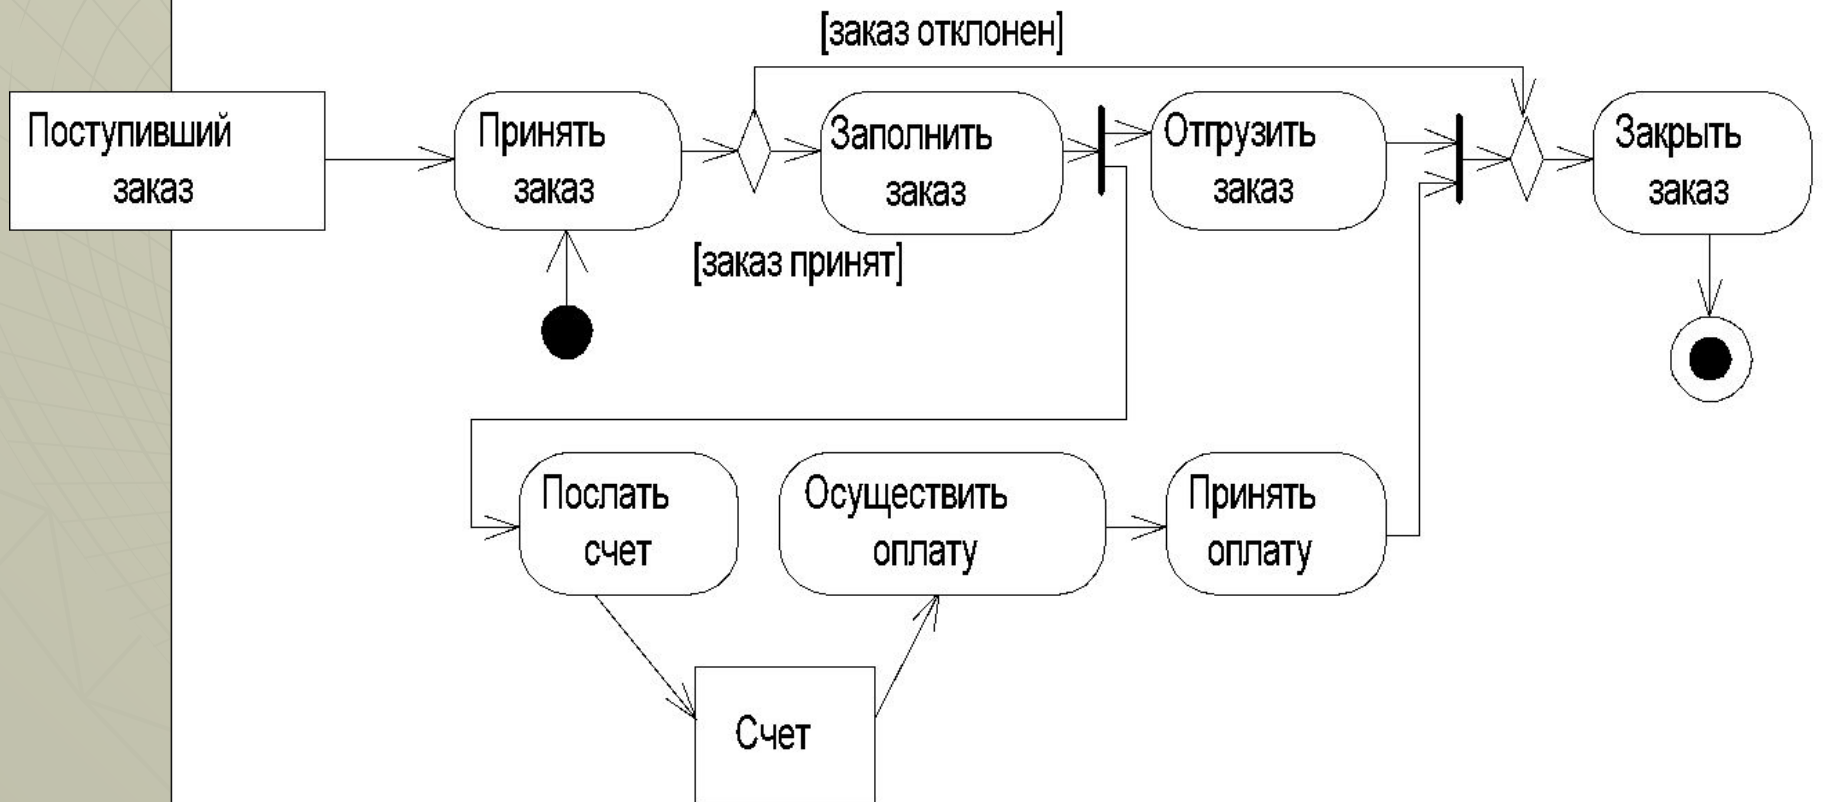 [заказ отклонен]
Поступивший
заказ
Принять
заказ
Заполнить
заказ
Отгрузить
заказ
Закрыть
заказ
[заказ принят]
Послать
счет
Осуществить
оплату
Принять
оплату
Счет